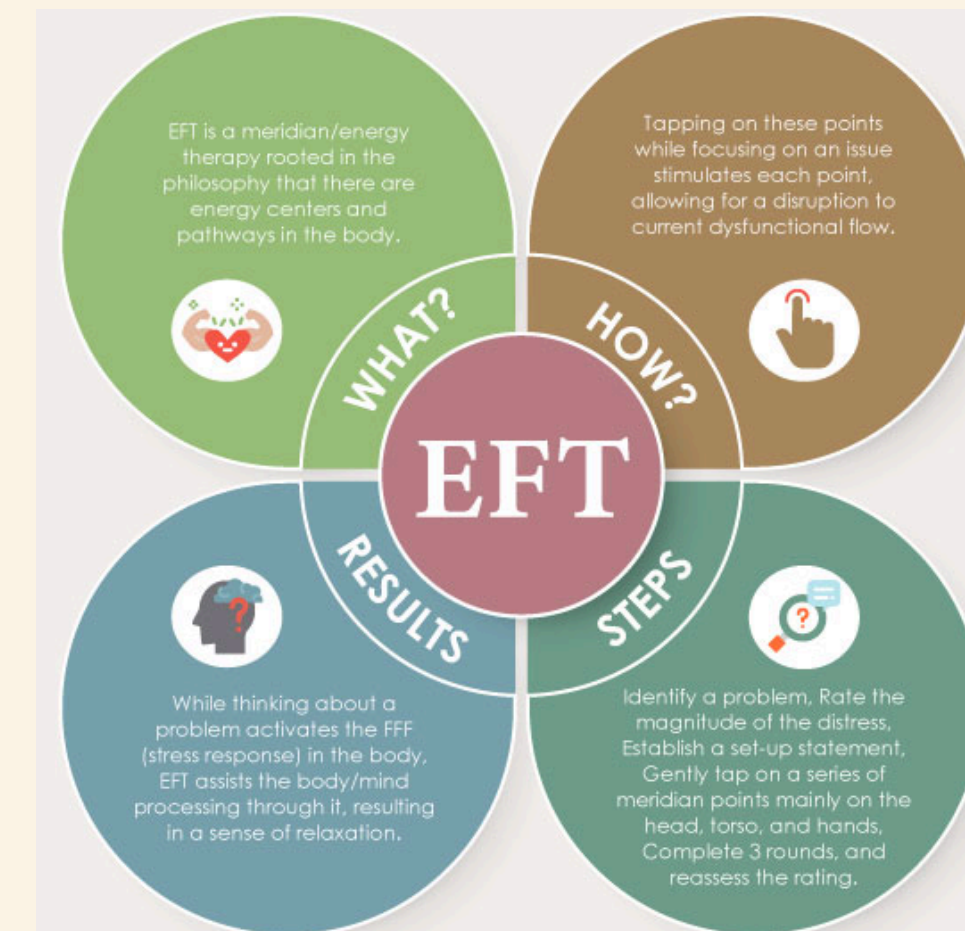 EFT is a meridian/energy
therapy rooted in the
philosophy that there are
energy centers and
pathways in the body.
WHAT?
Tapping on these points
while focusing on an issue
stimulates each point,
allowing for a disruption to
current dysfunctional flow.
HOW?
EFT
RESULTS
While thinking about a
problem activates the FFF
(stress response) in the body,
EFT assists the body/mind
processing through it, resulting
in a sense of relaxation.
STEPS
Identify a problem, Rate the
magnitude of the distress,
Establish a set-up statement,
Gently tap on a series of
meridian points mainly on the
head, torso, and hands,
Complete 3 rounds, and
reassess the rating.